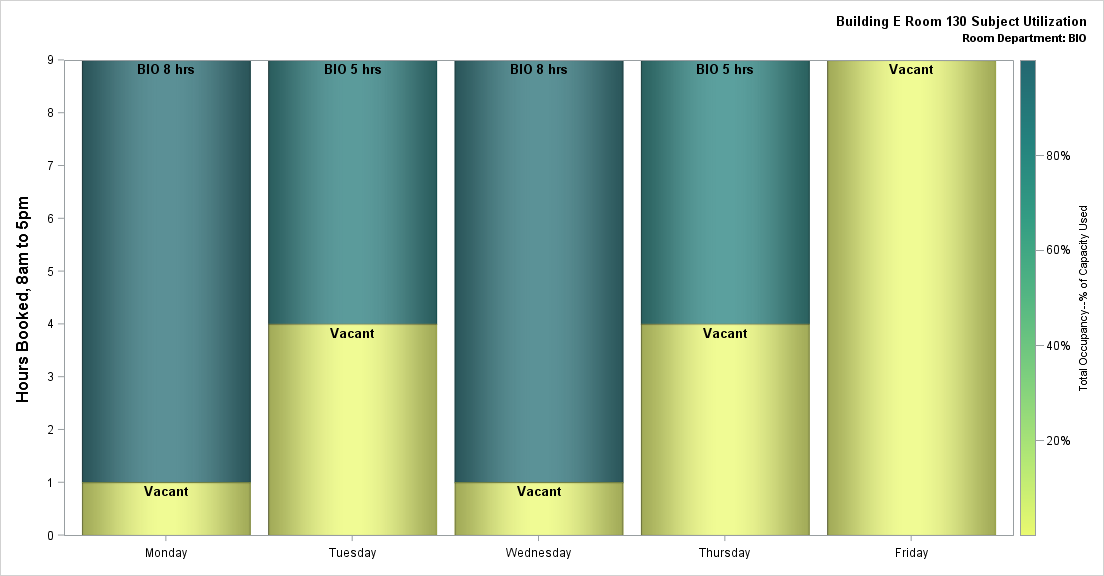 Building E Room 130 Subject Utilization
Room Department: BIO
Hours Booked, 8am to 5pm
9
8
7
6
5
4
3
2
1
0
BIO 8 hrs
Vacant
BIO 5 hrs
Vacant
BIO 8 hrs
Vacant
BIO 5 hrs
Vacant
Vacant
Monday
Tuesday
Wednesday
Thursday
Friday
80%
60%
40%
20%
Total Occupancy--% of Capacity Used